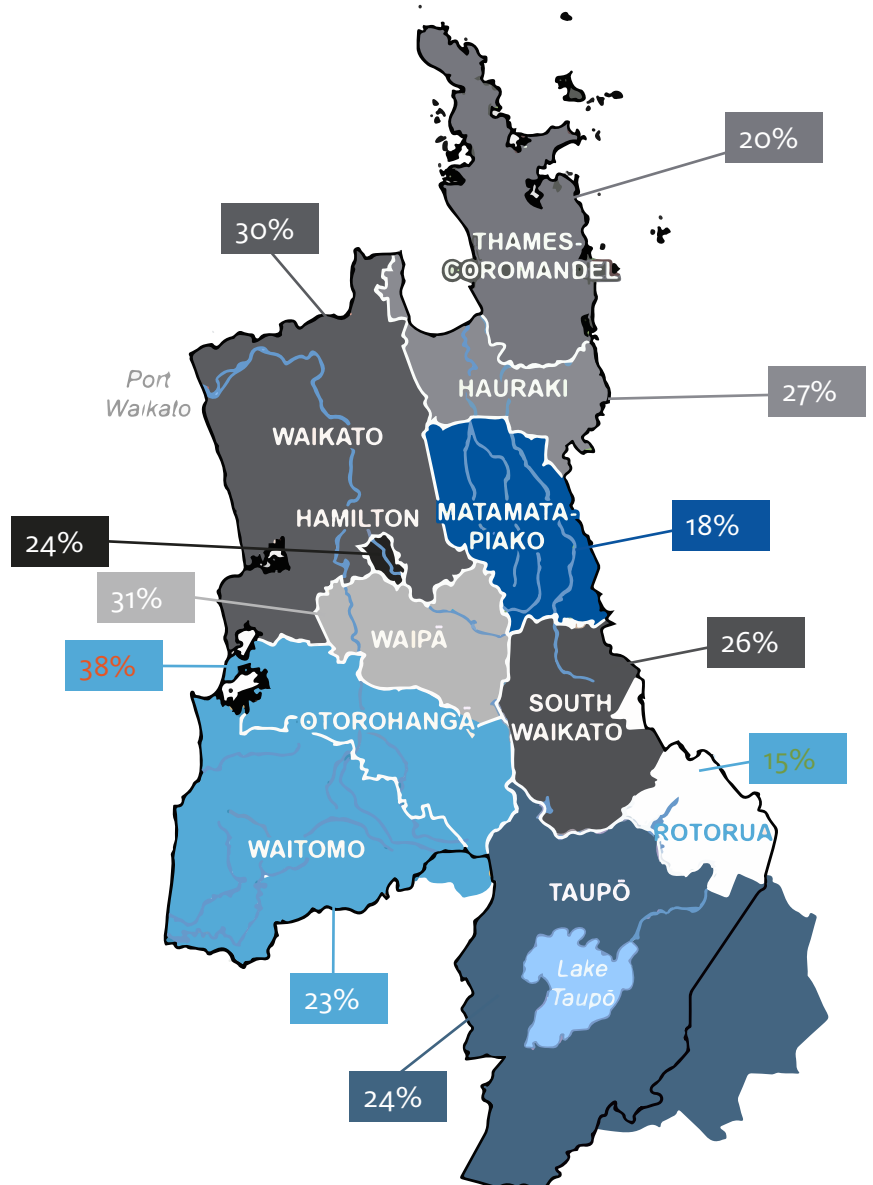 20%
30%
THAMES-
COROMANDEL
Port
Waikato
HAURAKI
27%
WAIKATO
HAMILTON
MATAMATA-
PIAKO
18%
24%
31%
WAIPĀ
26%
38%
SOUTH
WAIKATO
OTOROHANGĀ
15%
ROTORUA
WAITOMO
TAUPŌ
Lake
Taupō
23%
24%